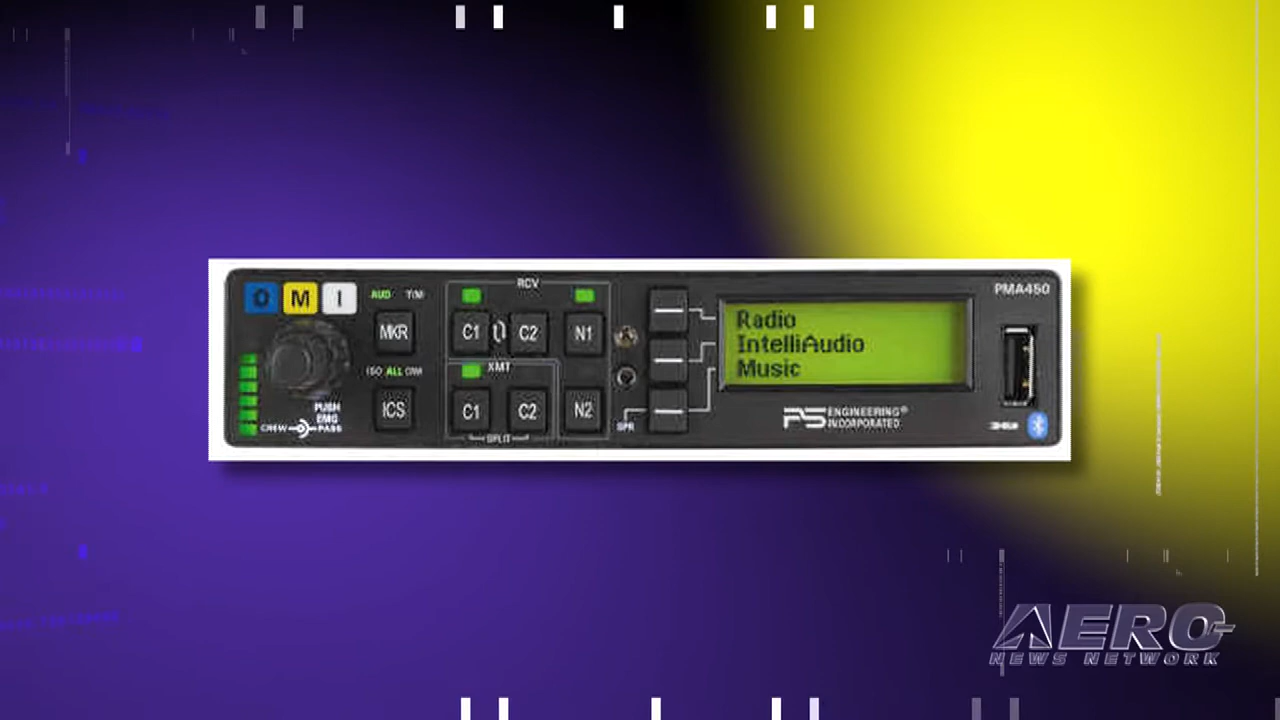 O M I
AUD T/M
RCV
PMA450
MKR
C1 C2 N1
Radio
IntelliAudio
Music
ISO ALL
XMT
ICS
C1 C2 N2
PUSH
EMG
PASS
CREW
SPLIT
SPR
PS ENGINEERING®
INCORPORATED
AERO-
NEWS NETWORK